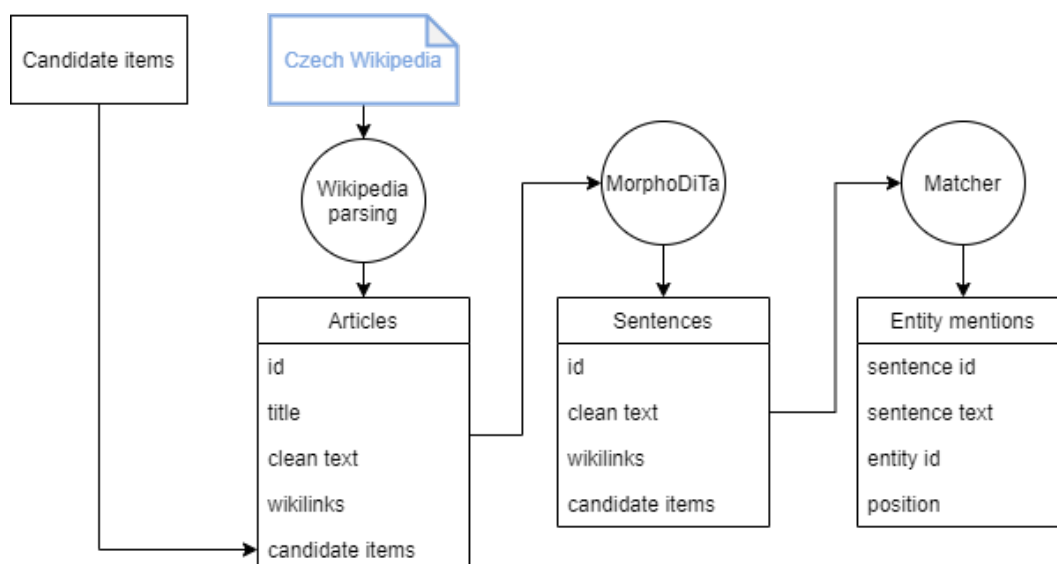 Candidate items
Czech Wikipedia
Wikipedia
parsing
MorphoDiTa
Matcher
Articles
id
title
clean text
wikilinks
candidate items
Sentences
id
clean text
wikilinks
candidate items
Entity mentions
sentence id
sentence text
entity id
position